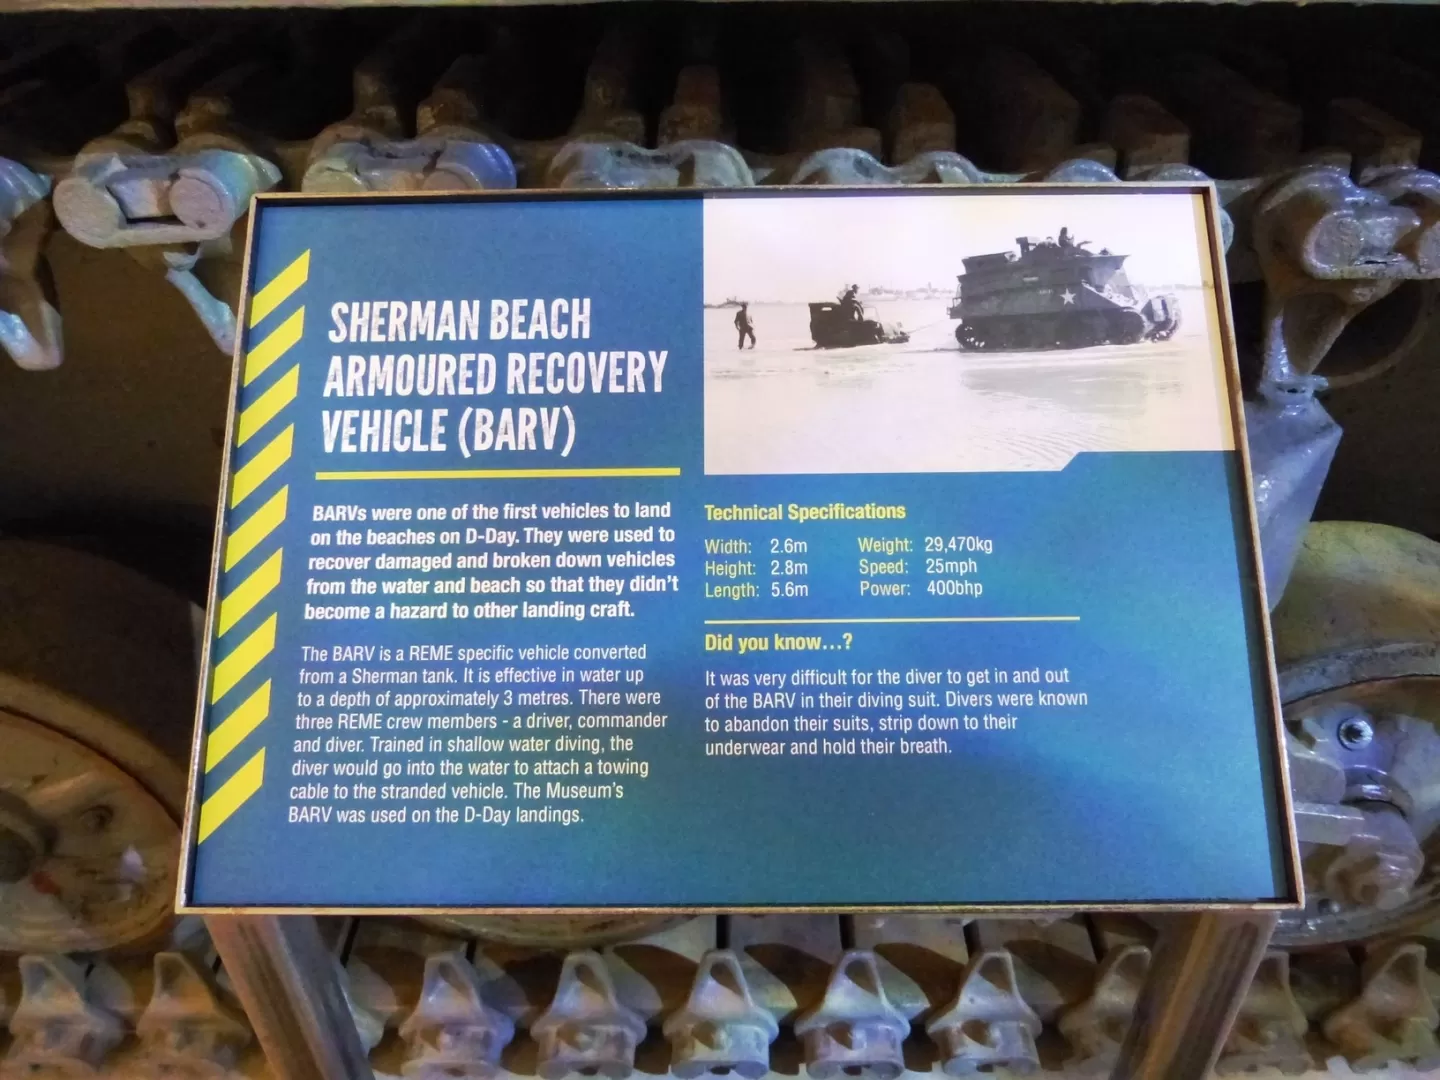 SHERMAN BEACH
ARMOURED RECOVERY
VEHICLE (BARV)
BARVs were one of the first vehicles to land
on the beaches on D-Day. They were used to
recover damaged and broken down vehicles
from the water and beach so that they didn't
become a hazard to other landing craft.
The BARV is a REME specific vehicle converted
from a Sherman tank. It is effective in water up
to a depth of approximately 3 metres. There were
three REME crew members - a driver, commander
and diver. Trained in shallow water diving, the
diver would go into the water to attach a towing
cable to the stranded vehicle. The Museum's
BARV was used on the D-Day landings.
Technical Specifications
Width: 2.6m Weight: 29,470kg
Height: 2.8m Speed: 25mph
Length: 5.6m Power: 400bhp
Did you know...?
It was very difficult for the diver to get in and out
of the BARV in their diving suit. Divers were known
to abandon their suits, strip down to their
underwear and hold their breath.